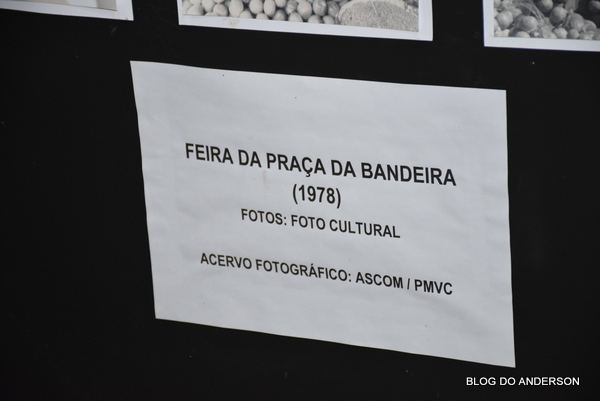 FEIRA DA PRAÇA DA BANDEIRA
(1978)
FOTOS: FOTO CULTURAL
ACERVO FOTOGRÁFICO: ASCOM / PMVC
BLOG DO ANDERSON